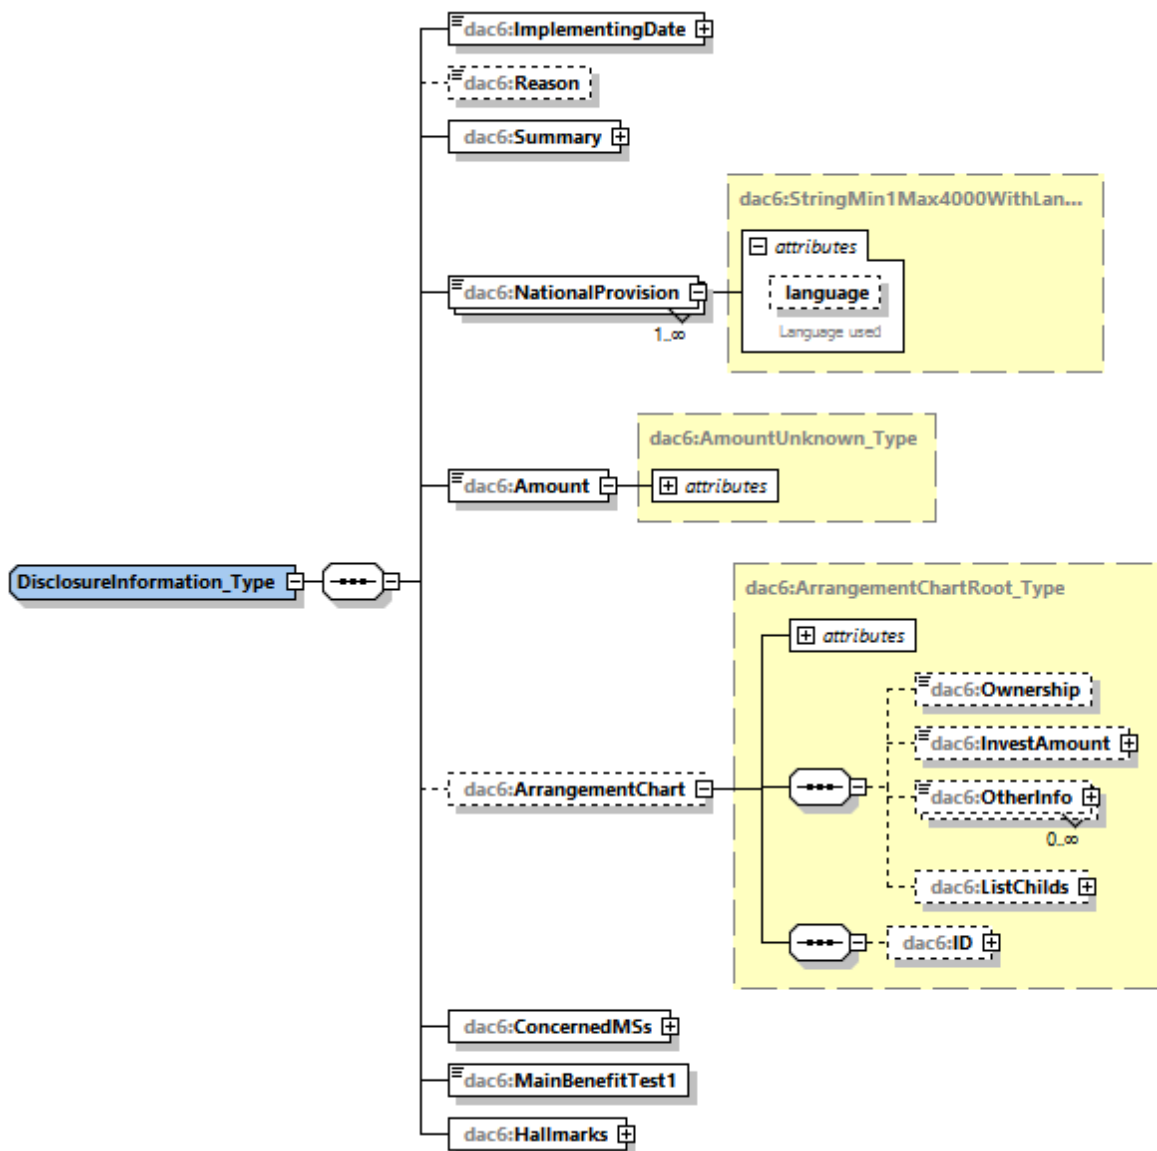 dac6:ImplementingDate
dac6:Reason
dac6:Summary
dac6:StringMin1Max4000WithLan...
attributes
dac6:NationalProvision
language
Language used
1..∞
dac6:AmountUnknown_Type
dac6:Amount
attributes
DisclosureInformation_Type
dac6:ArrangementChartRoot_Type
attributes
dac6:Ownership
dac6:InvestAmount
dac6:ArrangementChart
dac6:OtherInfo
0..∞
dac6:ListChilds
dac6:ID
dac6:ConcernedMSs
dac6:MainBenefitTest1
dac6:Hallmarks